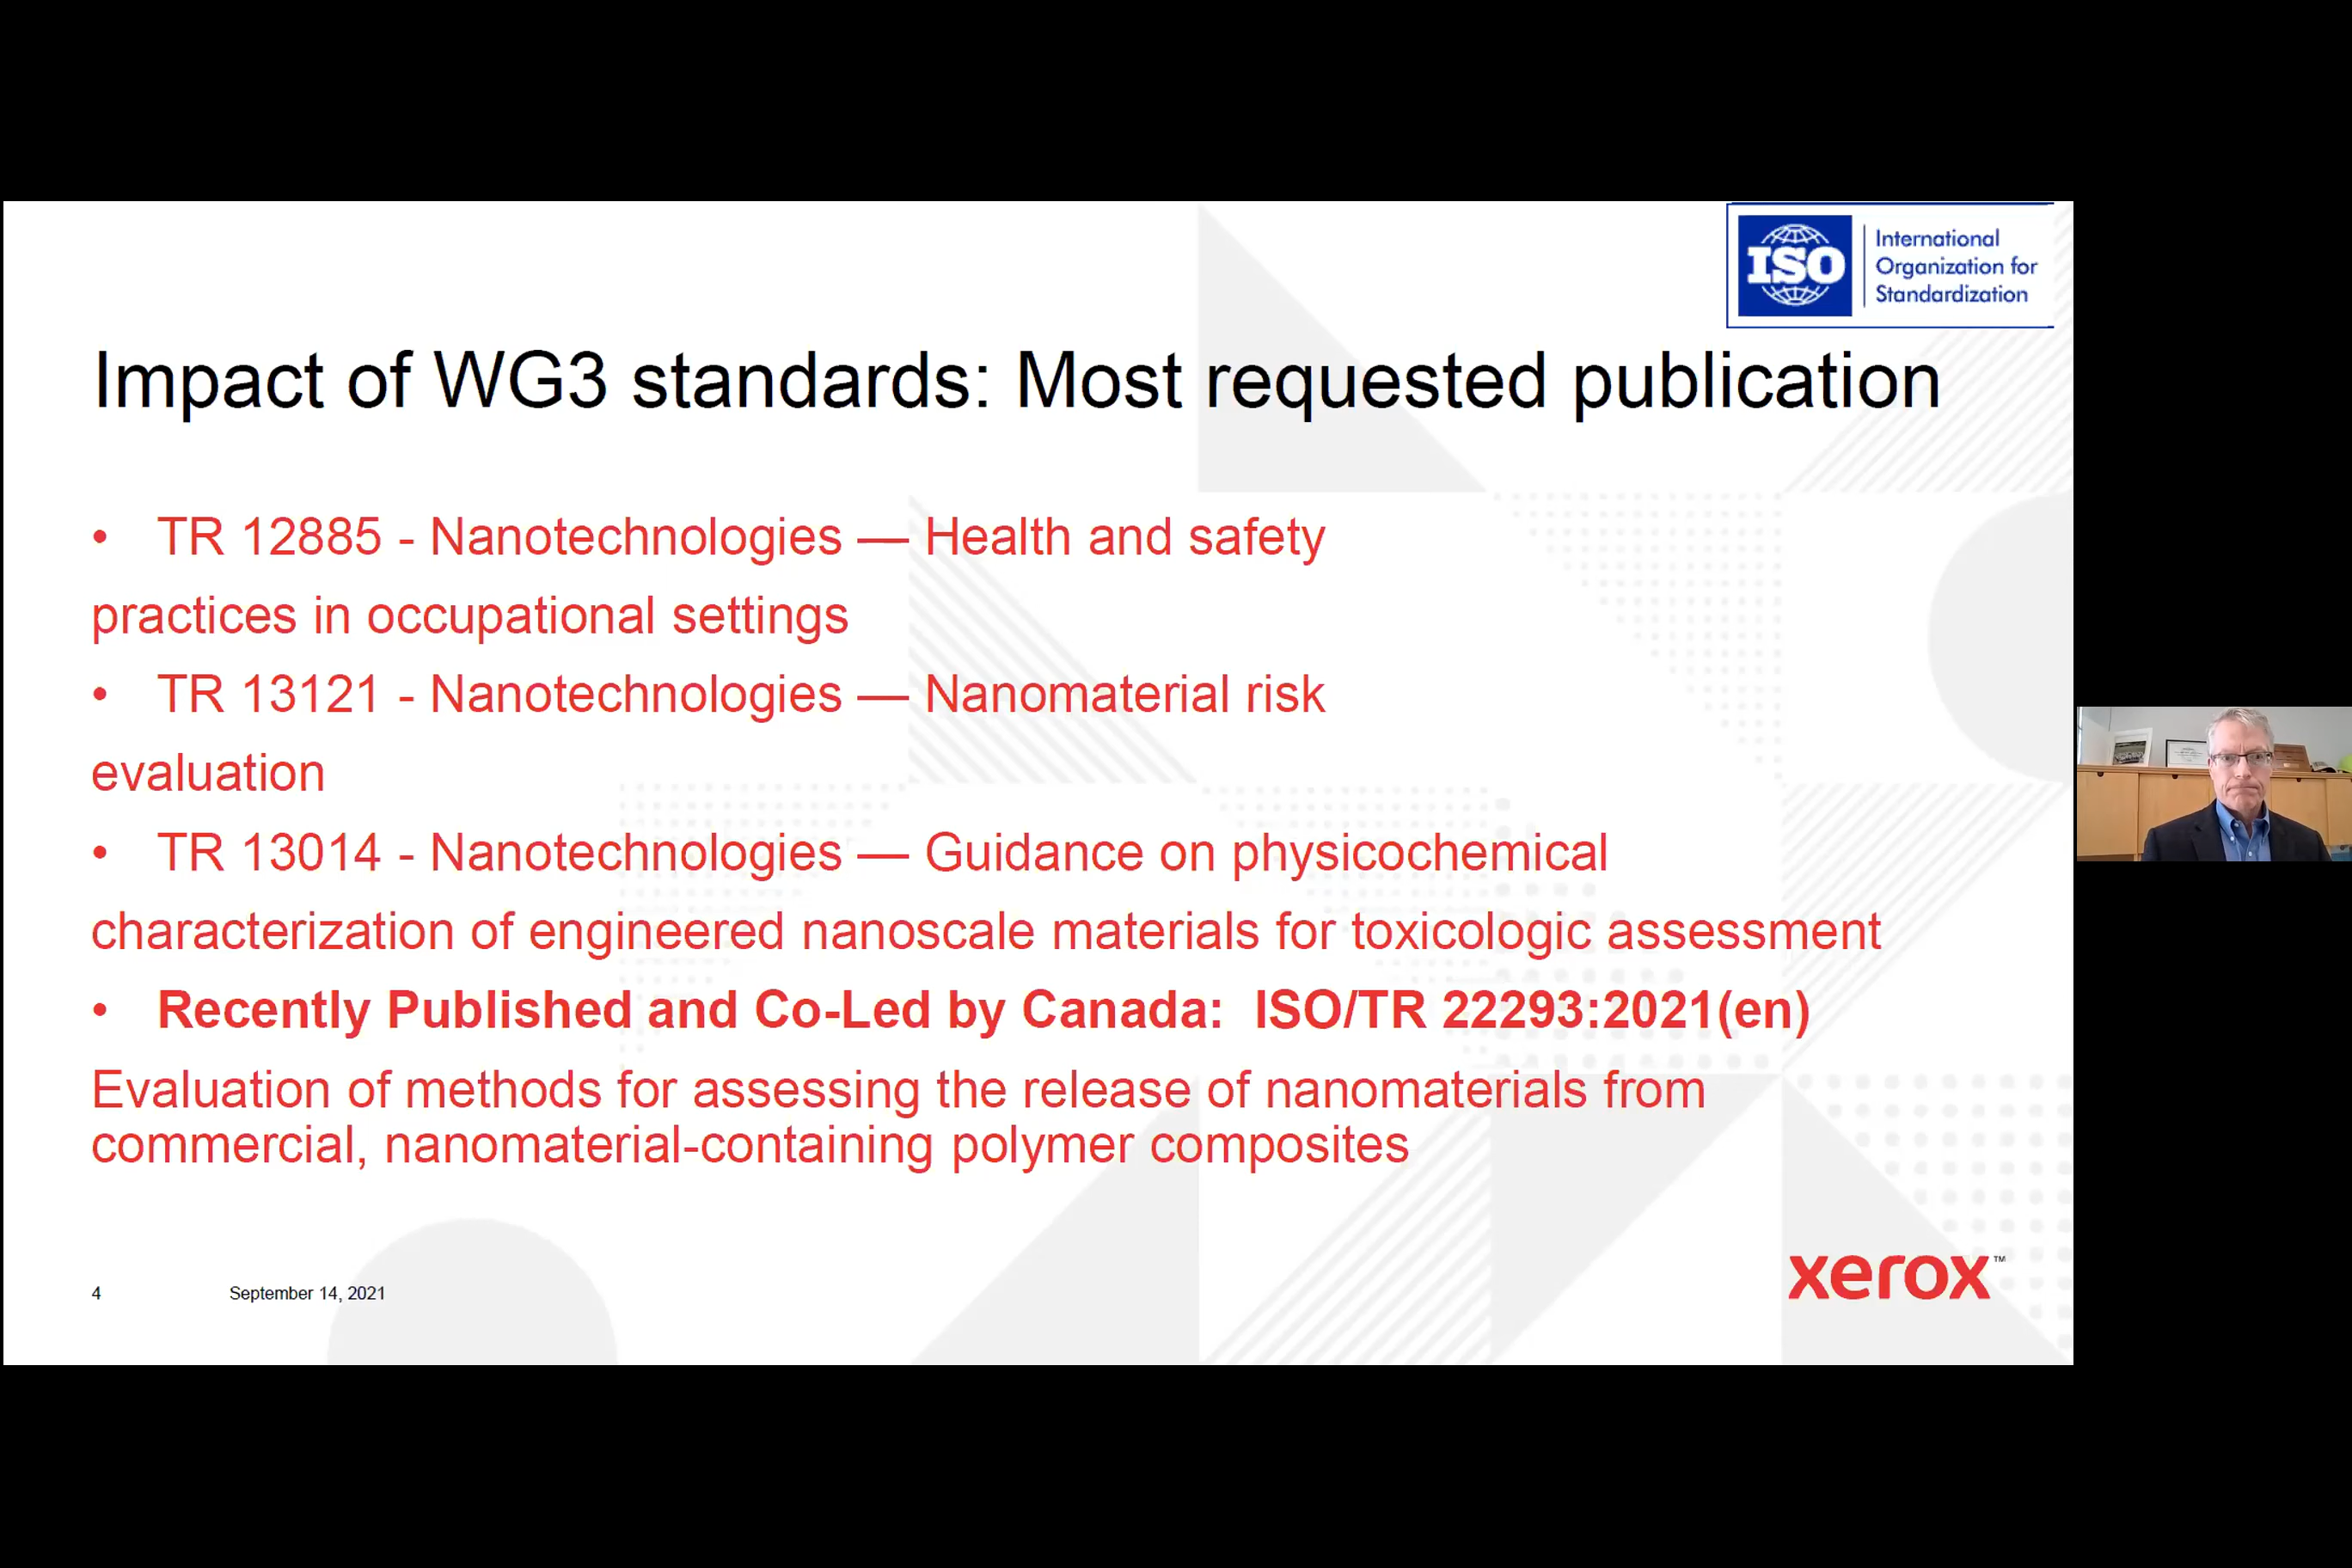 ISO
International
Organization for
Standardization
Impact of WG3 standards: Most requested publication
• TR 12885 - Nanotechnologies — Health and safety
practices in occupational settings
• TR 13121 - Nanotechnologies — Nanomaterial risk
evaluation
• TR 13014 - Nanotechnologies — Guidance on physicochemical
characterization of engineered nanoscale materials for toxicologic assessment
• Recently Published and Co-Led by Canada: ISO/TR 22293:2021(en)
Evaluation of methods for assessing the release of nanomaterials from
commercial, nanomaterial-containing polymer composites
4 September 14, 2021
xerox™